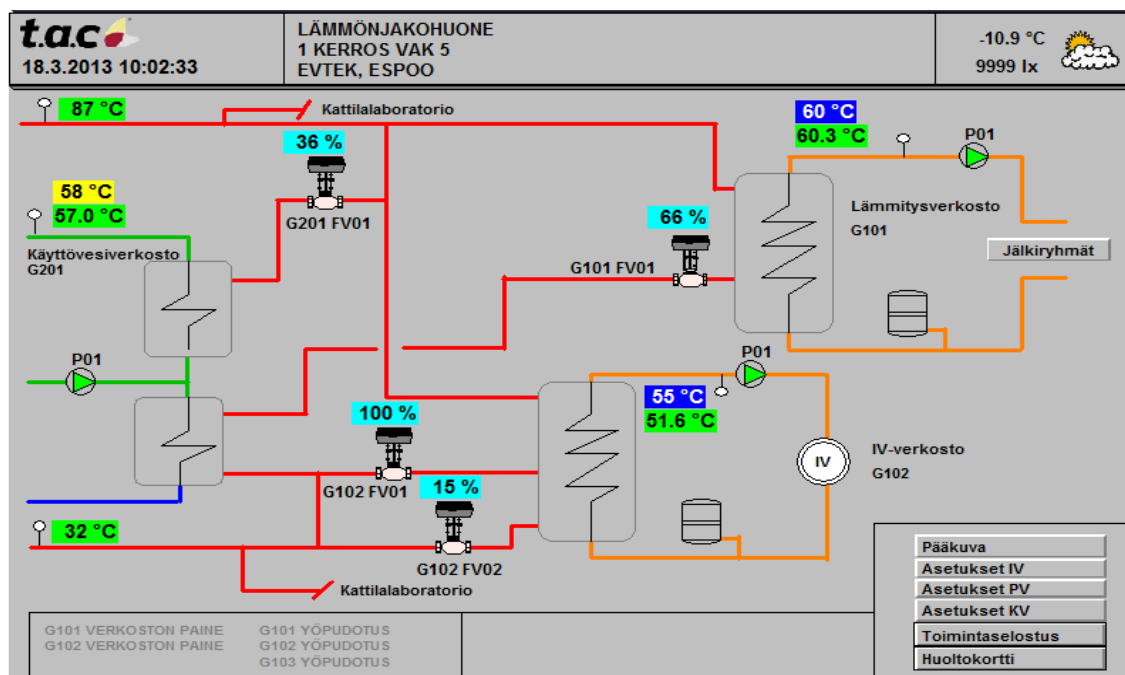 t.a.c
18.3.2013 10:02:33
LÄMMÖNJAKOHUONE
1 KERROS VAK 5
EVTEK, ESPOO
-10.9 °C
9999 lx
87 °C
Kattilalaboratorio
36 %
G201 FV01
60 °C
60.3 °C
P01
58 °C
57.0 °C
Käyttövesiverkosto
G201
66 %
G101 FV01
Lämmitysverkosto
G101
Jälkiryhmät
P01
P01
55 °C
51.6 °C
100 %
G102 FV01
15 %
G102 FV02
IV
IV-verkosto
G102
32 °C
Kattilalaboratorio
Pääkuva
Asetukset IV
Asetukset PV
Asetukset KV
Toimintaselostus
Huoltokortti
G101 VERKOSTON PAINE
G102 VERKOSTON PAINE
G101 YÖPUDOTUS
G102 YÖPUDOTUS
G103 YÖPUDOTUS